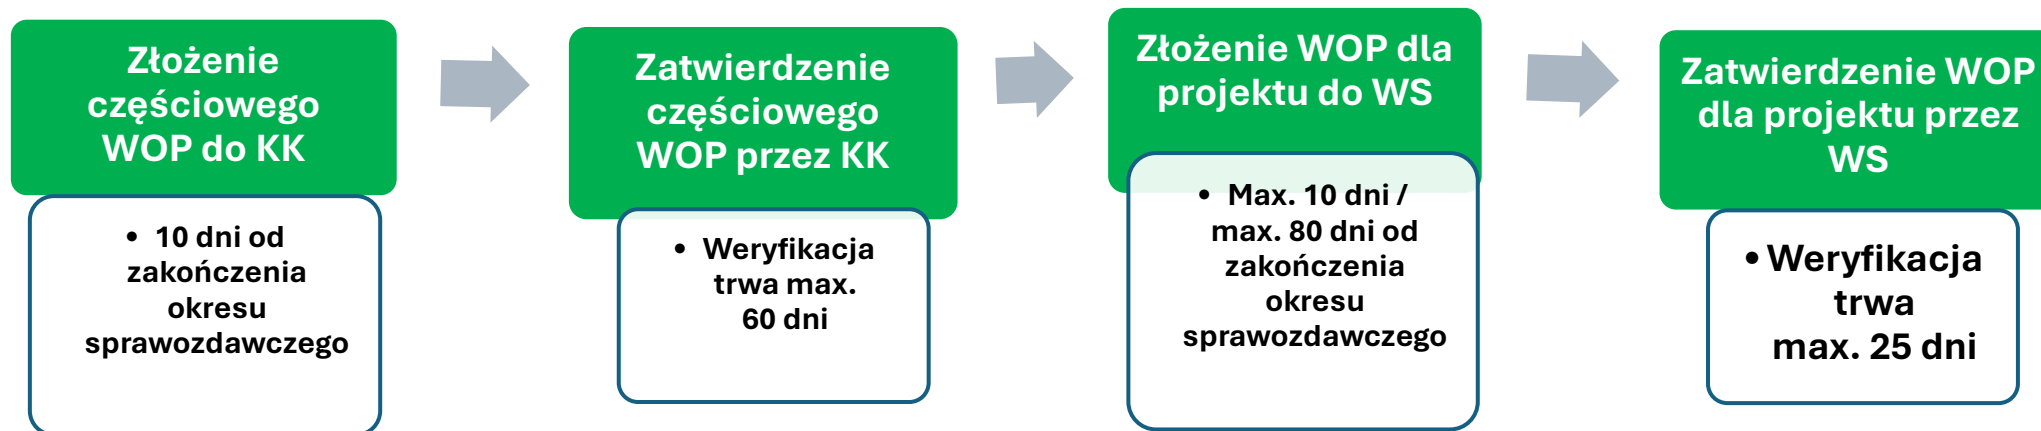 Złożenie
częściowego
WOP do KK
• 10 dni od
zakończenia
okresu
sprawozdawczego
Zatwierdzenie
częściowego
WOP przez KK
• Weryfikacja
trwa max.
60 dni
Złożenie WOP dla
projektu do WS
• Max. 10 dni /
max. 80 dni od
zakończenia
okresu
sprawozdawczego
Zatwierdzenie WOP
dla projektu przez
WS
• Weryfikacja
trwa
max. 25 dni